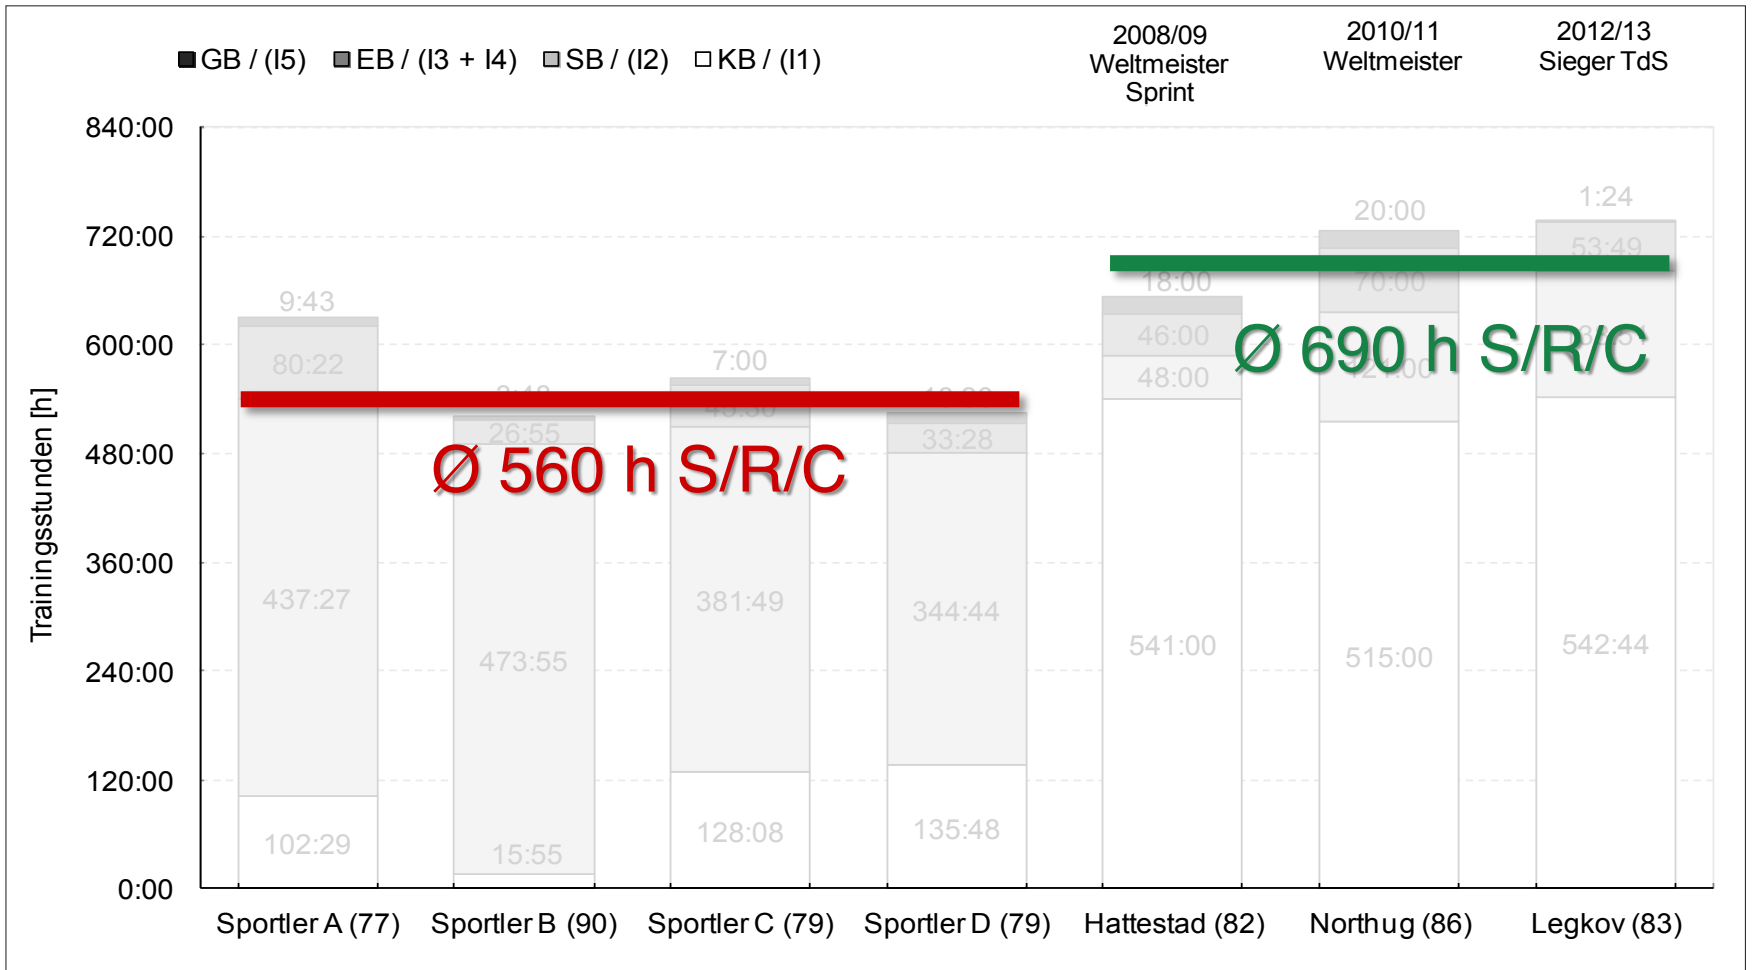 GB / (I5) EB / (I3 + I4) SB / (I2) KB / (I1)
2008/09
Weltmeister
Sprint
2010/11
Weltmeister
2012/13
Sieger TdS
Trainingsstunden [h]
840:00
720:00
600:00
480:00
360:00
240:00
120:00
0:00
9:43
80:22
437:27
102:29
26:55
473:55
15:55
7:00
45:30
381:49
128:08
33:28
344:44
135:48
18:00
46:00
48:00
541:00
20:00
70:00
121:00
515:00
1:24
53:49
542:44
Ø 560 h S/R/C
Ø 690 h S/R/C
Sportler A (77)
Sportler B (90)
Sportler C (79)
Sportler D (79)
Hattestad (82)
Northug (86)
Legkov (83)